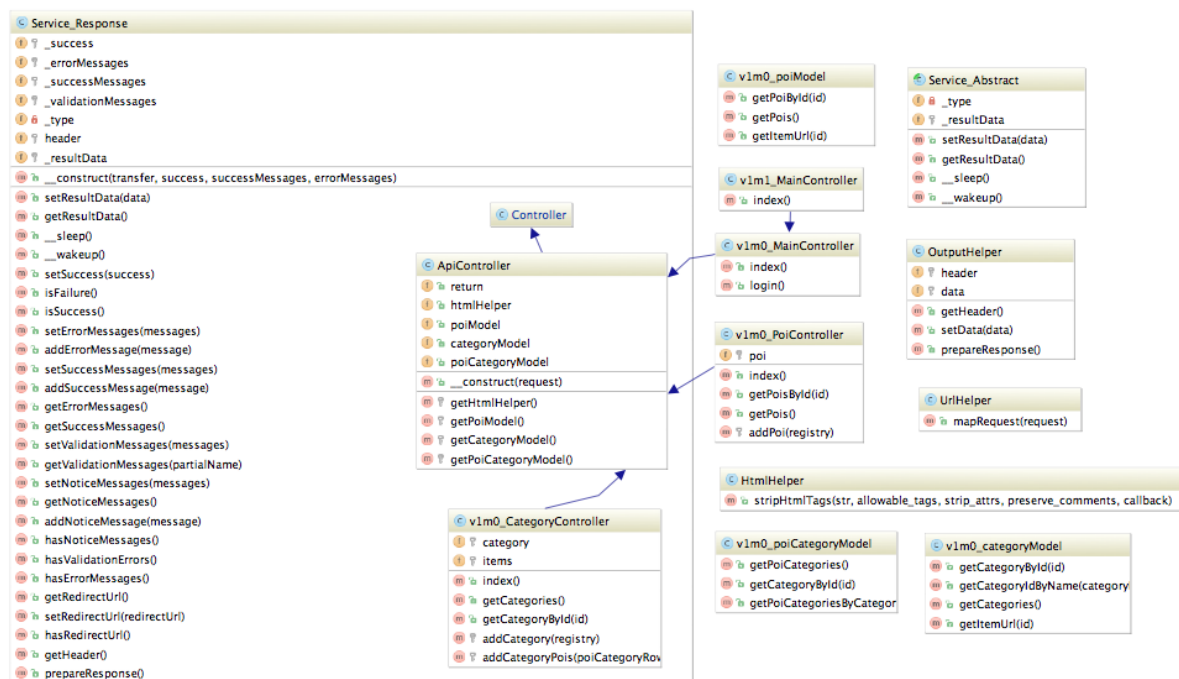 Service_Response
_success
_errorMessages
_successMessages
_validationMessages
_type
header
_resultData
__construct(transfer, success, successMessages, errorMessages)
setResultData(data)
getResultData()
__sleep()
__wakeup()
setSuccess(success)
isFailure()
isSuccess()
setErrorMessages(messages)
addErrorMessage(message)
setSuccessMessages(messages)
addSuccessMessage(message)
getErrorMessages()
getSuccessMessages()
setValidationMessages(messages)
getValidationMessages(partialName)
setNoticeMessages(messages)
getNoticeMessages()
addNoticeMessage(message)
hasNoticeMessages()
hasValidationErrors()
hasErrorMessages()
getRedirectUrl()
setRedirectUrl(redirectUrl)
hasRedirectUrl()
getHeader()
prepareResponse()
Controller
ApiController
return
htmlHelper
poiModel
categoryModel
poiCategoryModel
__construct(request)
getHtmlHelper()
getPoiModel()
getCategoryModel()
getPoiCategoryModel()
v1m0_CategoryController
category
items
index()
getCategories()
getCategoryById(id)
addCategory(registry)
addCategoryPois(poiCategoryRow
v1m0_poiModel
getPoiById(id)
getPois()
getItemUrl(id)
v1m1_MainController
index()
v1m0_MainController
index()
login()
v1m0_PoiController
poi
index()
getPoisById(id)
getPois()
addPoi(registry)
Service_Abstract
_type
_resultData
setResultData(data)
getResultData()
__sleep()
__wakeup()
OutputHelper
header
data
getHeader()
setData(data)
prepareResponse()
UrlHelper
mapRequest(request)
HtmlHelper
stripHtmlTags(str, allowable_tags, strip_attrs, preserve_comments, callback)
v1m0_poiCategoryModel
getPoiCategories()
getCategoryById(id)
getPoiCategoriesByCategor
v1m0_categoryModel
getCategoryById(id)
getCategoryIdByName(category
getCategories()
getItemUrl(id)